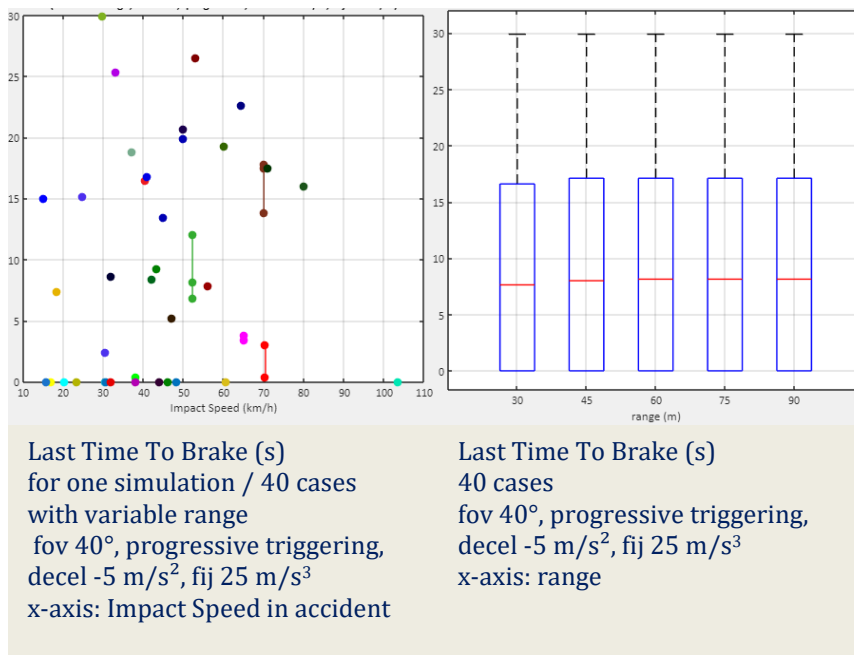 30
25
20
15
10
5
0
10 20 30 40 50 60 70 80 90 100 110
Impact Speed (km/h)
30
25
20
15
10
5
0
30 45 60 75 90
range (m)
Last Time To Brake (s)
for one simulation / 40 cases
with variable range
fov 40°, progressive triggering,
decel -5 m/s², fij 25 m/s³
x-axis: Impact Speed in accident
Last Time To Brake (s)
40 cases
fov 40°, progressive triggering,
decel -5 m/s², fij 25 m/s³
x-axis: range